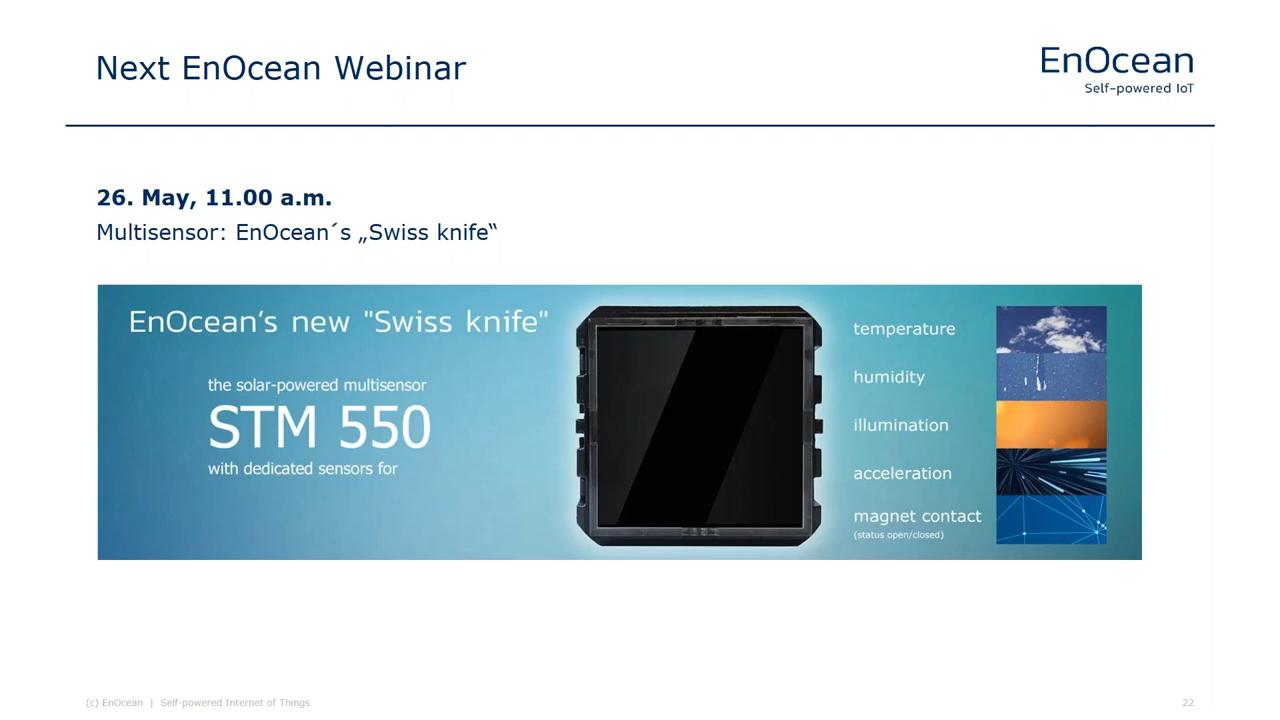 Next EnOcean Webinar
EnOcean
Self-powered IoT
26. May, 11.00 a.m.
Multisensor: EnOcean´s „Swiss knife“
EnOcean’s new "Swiss knife"
the solar-powered multisensor
STM 550
with dedicated sensors for
temperature
humidity
illumination
acceleration
magnet contact
(status open/closed)
(c) EnOcean | Self-powered Internet of Things
22